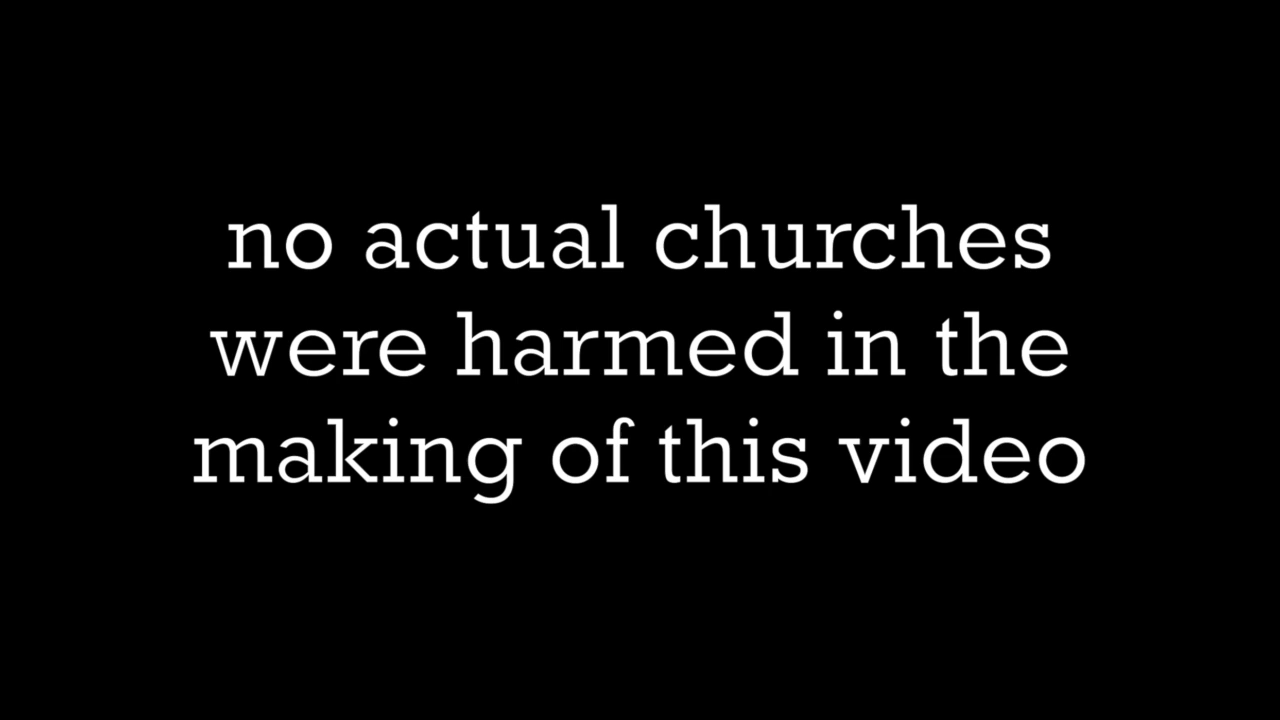 no actual churches
were harmed in the
making of this video